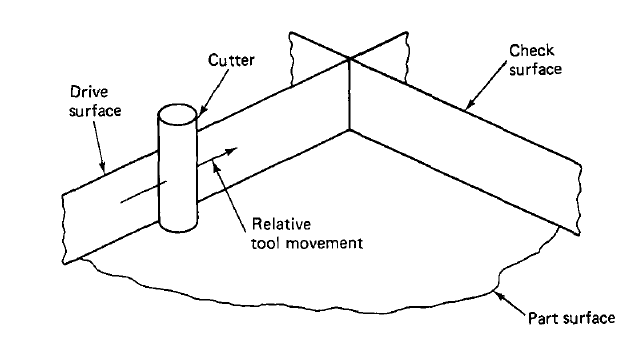 Cutter
Check
surface
Drive
surface
Relative
tool movement
Part surface